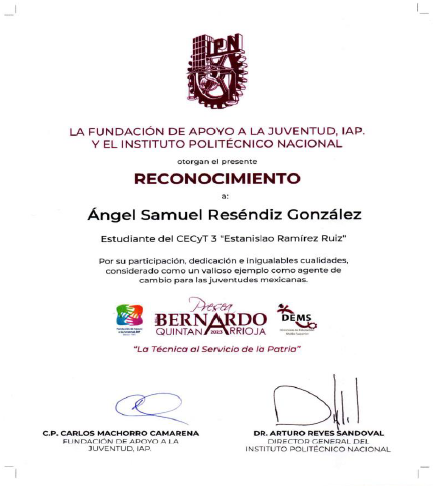 IPN
LA FUNDACIÓN DE APOYO A LA JUVENTUD, IAP.
Y EL INSTITUTO POLITÉCNICO NACIONAL
otorgan el presente
RECONOCIMIENTO
a:
Ángel Samuel Reséndiz González
Estudiante del CECyT 3 "Estanislao Ramírez Ruiz"
Por su participación, dedicación e inigualables cualidades,
considerado como un valioso ejemplo como agente de
cambio para las juventudes mexicanas.
Presea
BERNARDO
QUINTANA 2023 ARRIOJA
DEMS
"La Técnica al Servicio de la Patria"
C.P. CARLOS MACHORRO CAMARENA
FUNDACIÓN DE APOYO A LA
JUVENTUD, IAP.
DR. ARTURO REYES SANDOVAL
DIRECTOR GENERAL DEL
INSTITUTO POLITÉCNICO NACIONAL